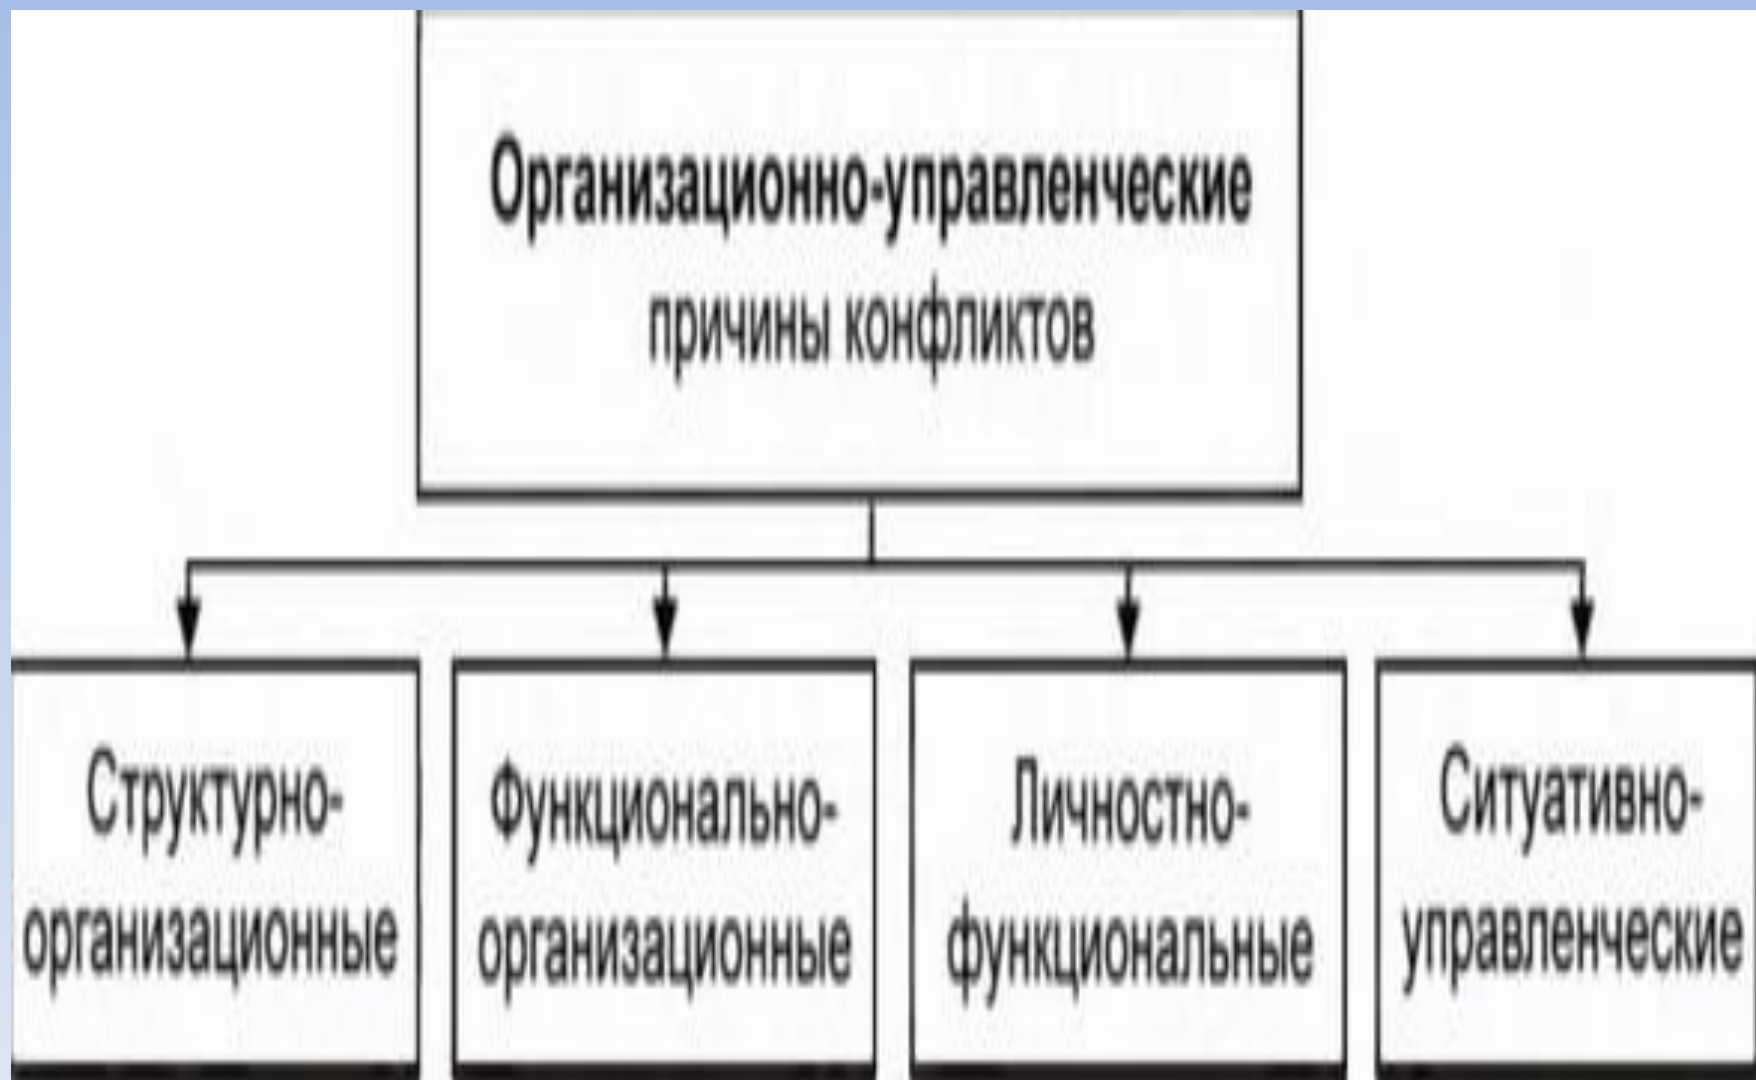 Организационно-управленческие
причины конфликтов
Структурно-
организационные
Функционально-
организационные
Личностно-
функциональные
Ситуативно-
управленческие